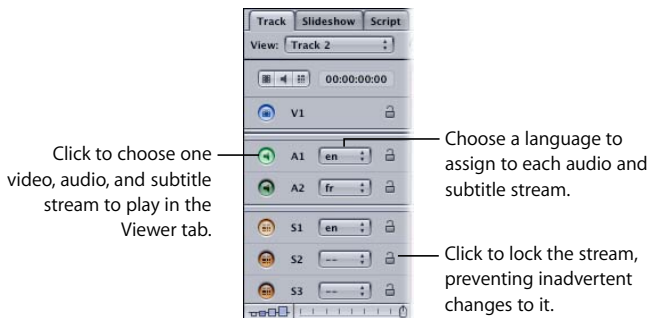 Track Slideshow Script
View: Track 2
00:00:00:00
V1
A1 en
A2 fr
S1 en
S2 --
S3 --
Click to choose one
video, audio, and subtitle
stream to play in the
Viewer tab.
Choose a language to
assign to each audio and
subtitle stream.
Click to lock the stream,
preventing inadvertent
changes to it.